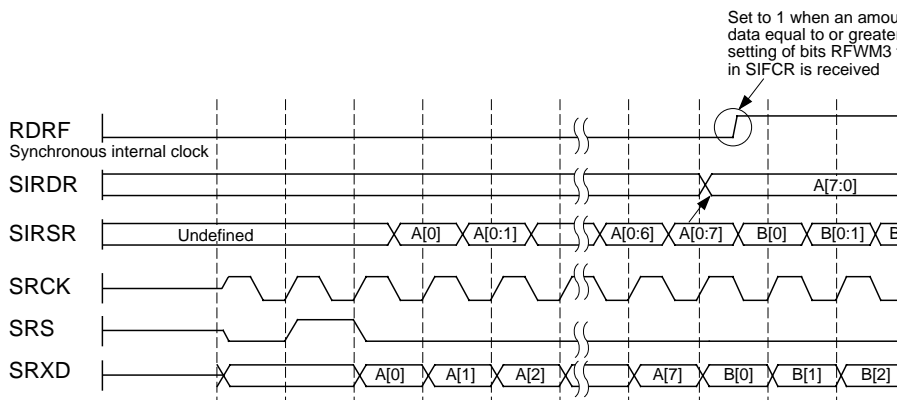 Set to 1 when an amou
data equal to or greater
setting of bits RFWM3
in SIFCR is received
RDRF
Synchronous internal clock
SIRDR
A[7:0]
SIRSR
Undefined
A[0]
A[0:1]
A[0:6]
A[0:7]
B[0]
B[0:1]
B
SRCK
SRS
SRXD
A[0]
A[1]
A[2]
A[7]
B[0]
B[1]
B[2]